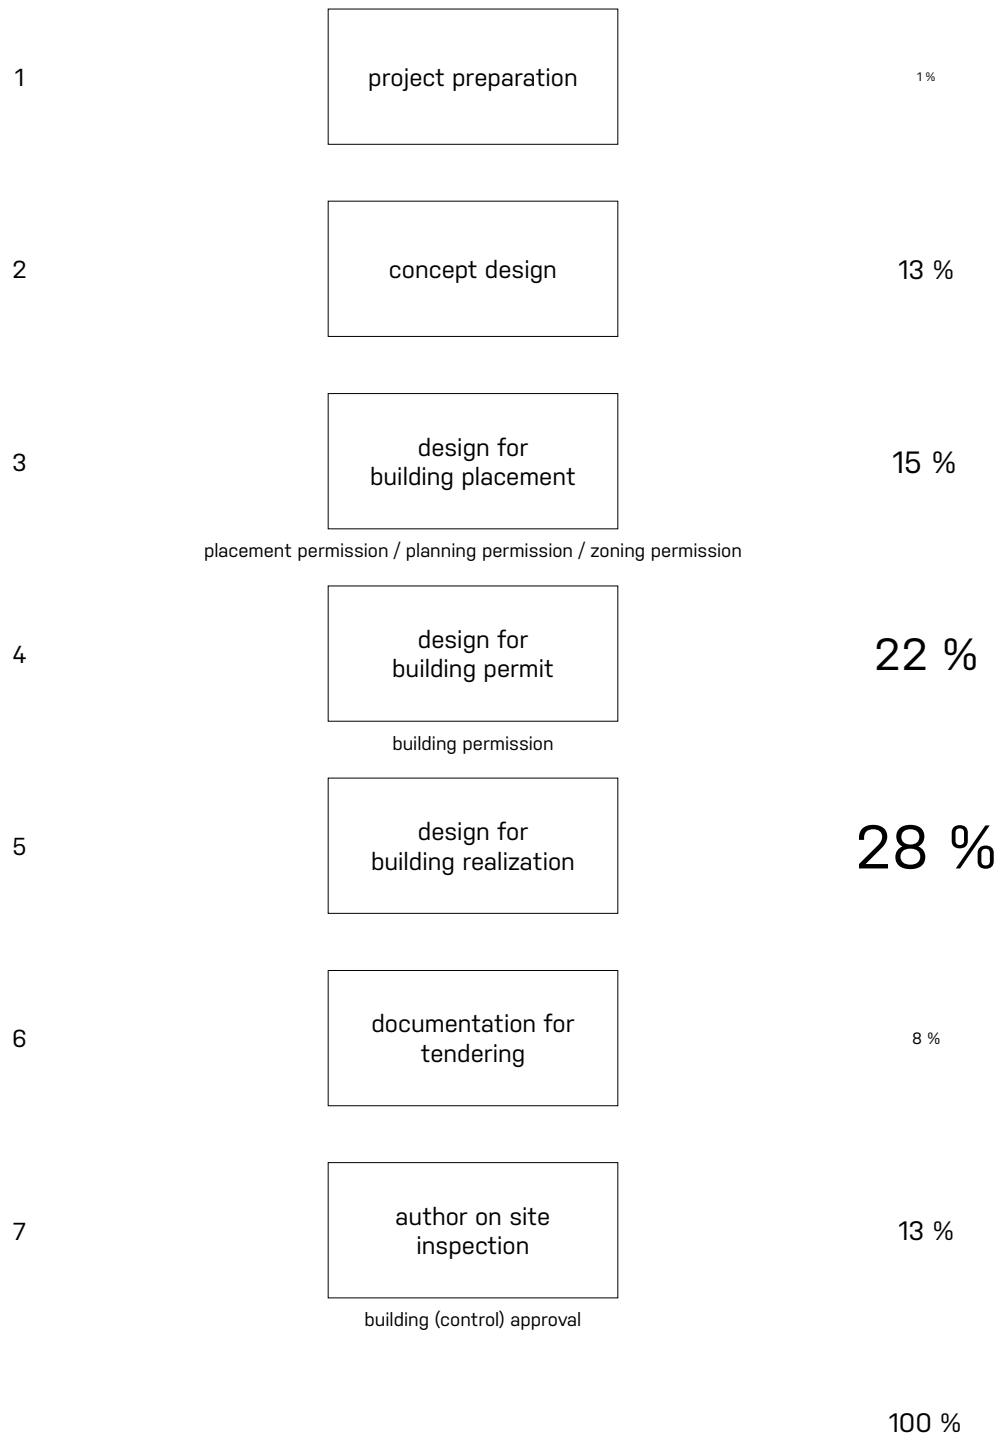 1
project preparation
1 %
2
concept design
13 %
3
design for
building placement
15 %
placement permission / planning permission / zoning permission
4
design for
building permit
22 %
building permission
5
design for
building realization
28 %
6
documentation for
tendering
8 %
7
author on site
inspection
13 %
building (control) approval
100 %